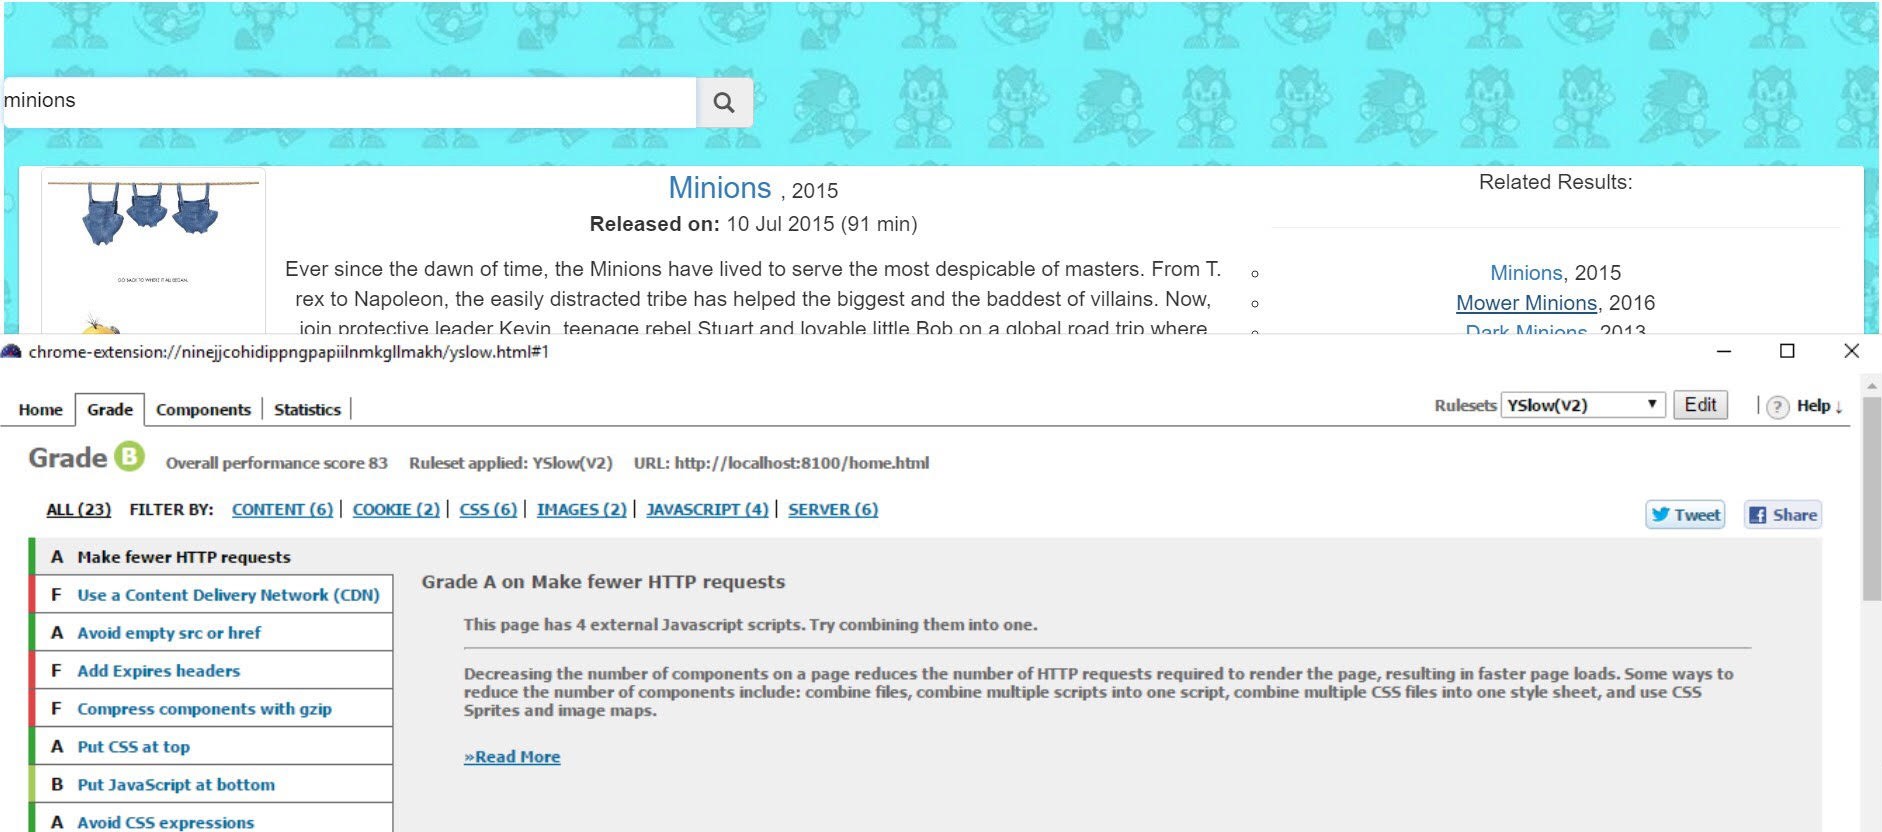 minions
Minions , 2015
Released on: 10 Jul 2015 (91 min)
Ever since the dawn of time, the Minions have lived to serve the most despicable of masters. From T.
rex to Napoleon, the easily distracted tribe has helped the biggest and the baddest of villains. Now,
join protective leader Kevin, teenage rebel Stuart and lovable little Bob on a global road trip where
GO BACK TO WHERE IT ALL BEGAN.
Related Results:
Minions, 2015
Mower Minions, 2016
Dark Minions, 2013
chrome-extension://ninejjcohidippngpapiilnmkgllmakh/yslow.html#1
Home Grade Components Statistics
Rulesets YSlow(V2) Edit ? Help ↓
Grade B Overall performance score 83 Ruleset applied: YSlow(V2) URL: http://localhost:8100/home.html
ALL (23) FILTER BY: CONTENT (6) | COOKIE (2) | CSS (6) | IMAGES (2) | JAVASCRIPT (4) | SERVER (6)
Tweet Share
A Make fewer HTTP requests
F Use a Content Delivery Network (CDN)
A Avoid empty src or href
F Add Expires headers
F Compress components with gzip
A Put CSS at top
B Put JavaScript at bottom
A Avoid CSS expressions
Grade A on Make fewer HTTP requests
This page has 4 external Javascript scripts. Try combining them into one.
Decreasing the number of components on a page reduces the number of HTTP requests required to render the page, resulting in faster page loads. Some ways to
reduce the number of components include: combine files, combine multiple scripts into one script, combine multiple CSS files into one style sheet, and use CSS
Sprites and image maps.
»Read More